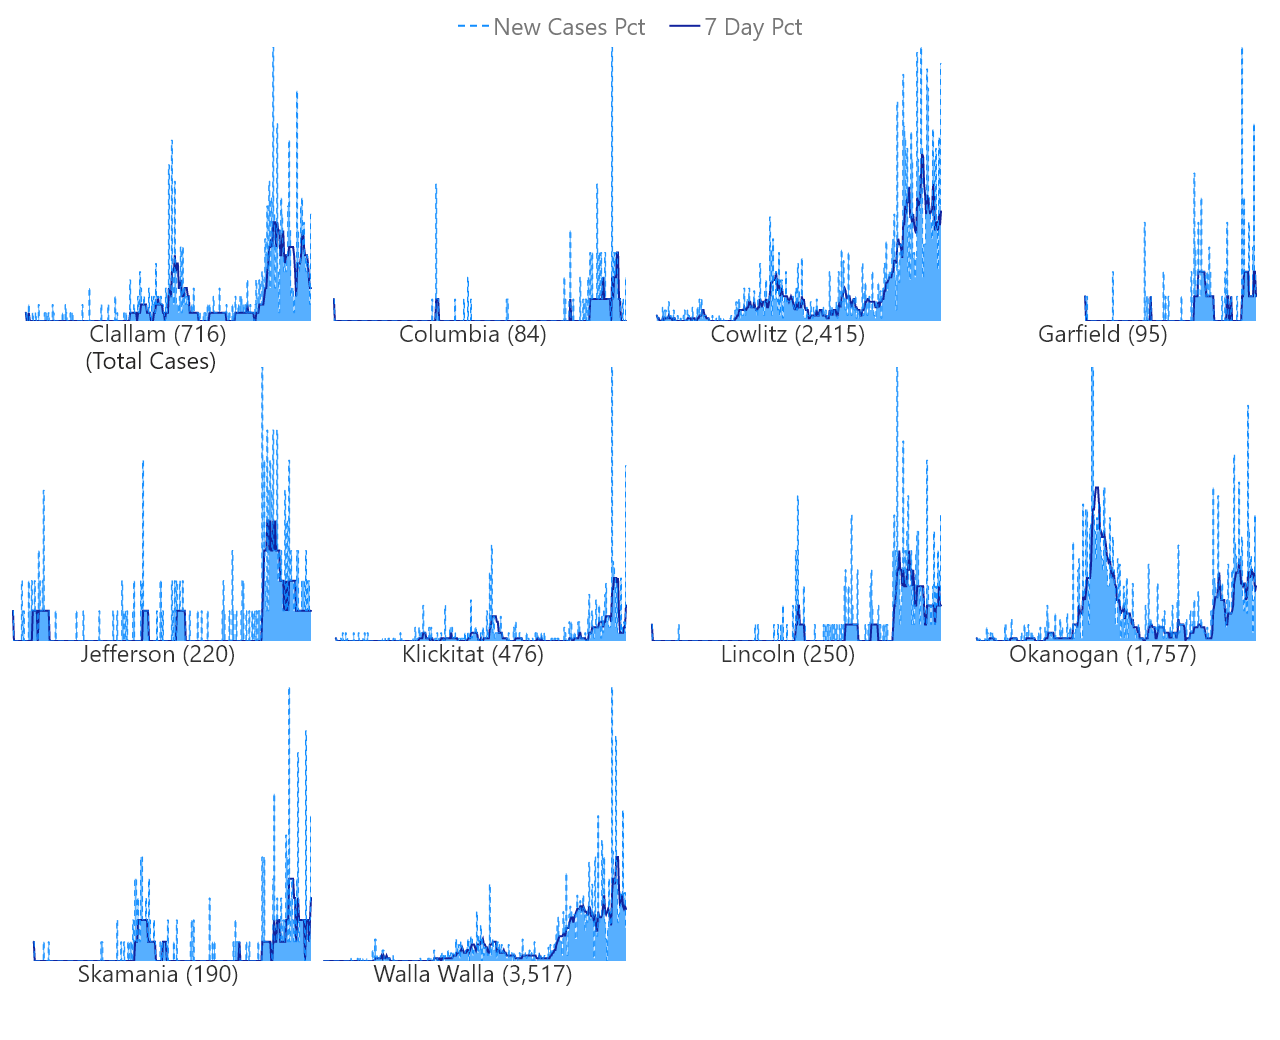 New Cases Pct 7 Day Pct
Clallam (716) Columbia (84) Cowlitz (2,415) Garfield (95)
(Total Cases)
Jefferson (220) Klickitat (476) Lincoln (250) Okanogan (1,757)
Skamania (190) Walla Walla (3,517)